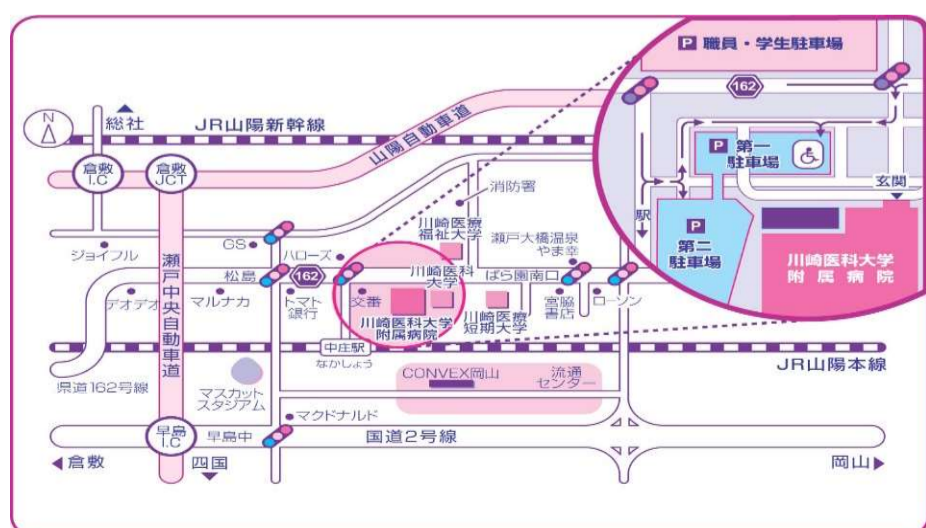 P 職員・学生駐車場
162
P 第一
駐車場
玄関
駅
P
第二
駐車場
川崎医科大学
附属病院
N
総社
JR山陽新幹線
山陽自動車道
倉敷
I.C
倉敷
JCT
消防署
川崎医療
福祉大学
瀬戸大橋温泉
やま幸
ジョイフル
GS
ハローズ
川崎医科
大学
ばら園南口
松島
162
デオデオ
マルナカ
トマト
銀行
交番
川崎医科大学
附属病院
川崎医療
短期大学
宮脇
書店
ローソン
瀬戸中央自動車道
中庄駅
なかしょう
JR山陽本線
県道162号線
マスカット
スタジアム
CONVEX岡山
流通
センター
マクドナルド
早島
I.C
早島中
国道2号線
倉敷
四国
岡山